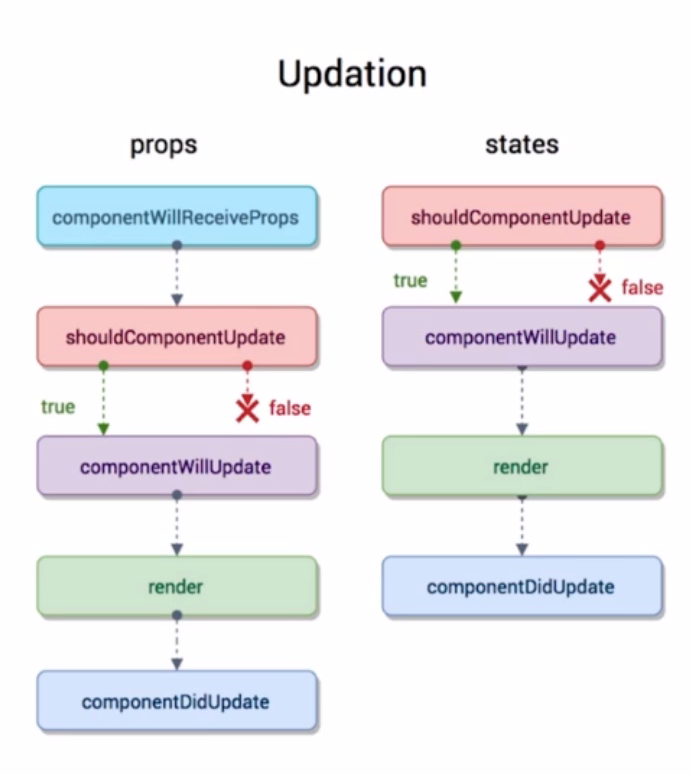 Updation
props
componentWillReceiveProps
shouldComponentUpdate
true
false
componentWillUpdate
render
componentDidUpdate
states
shouldComponentUpdate
true
false
componentWillUpdate
render
componentDidUpdate